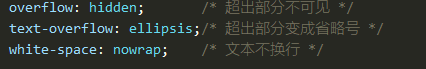 overflow: hidden;       /* 超出部分不可见 */
text-overflow: ellipsis;/* 超出部分变成省略号 */
white-space: nowrap;    /* 文本不换行 */